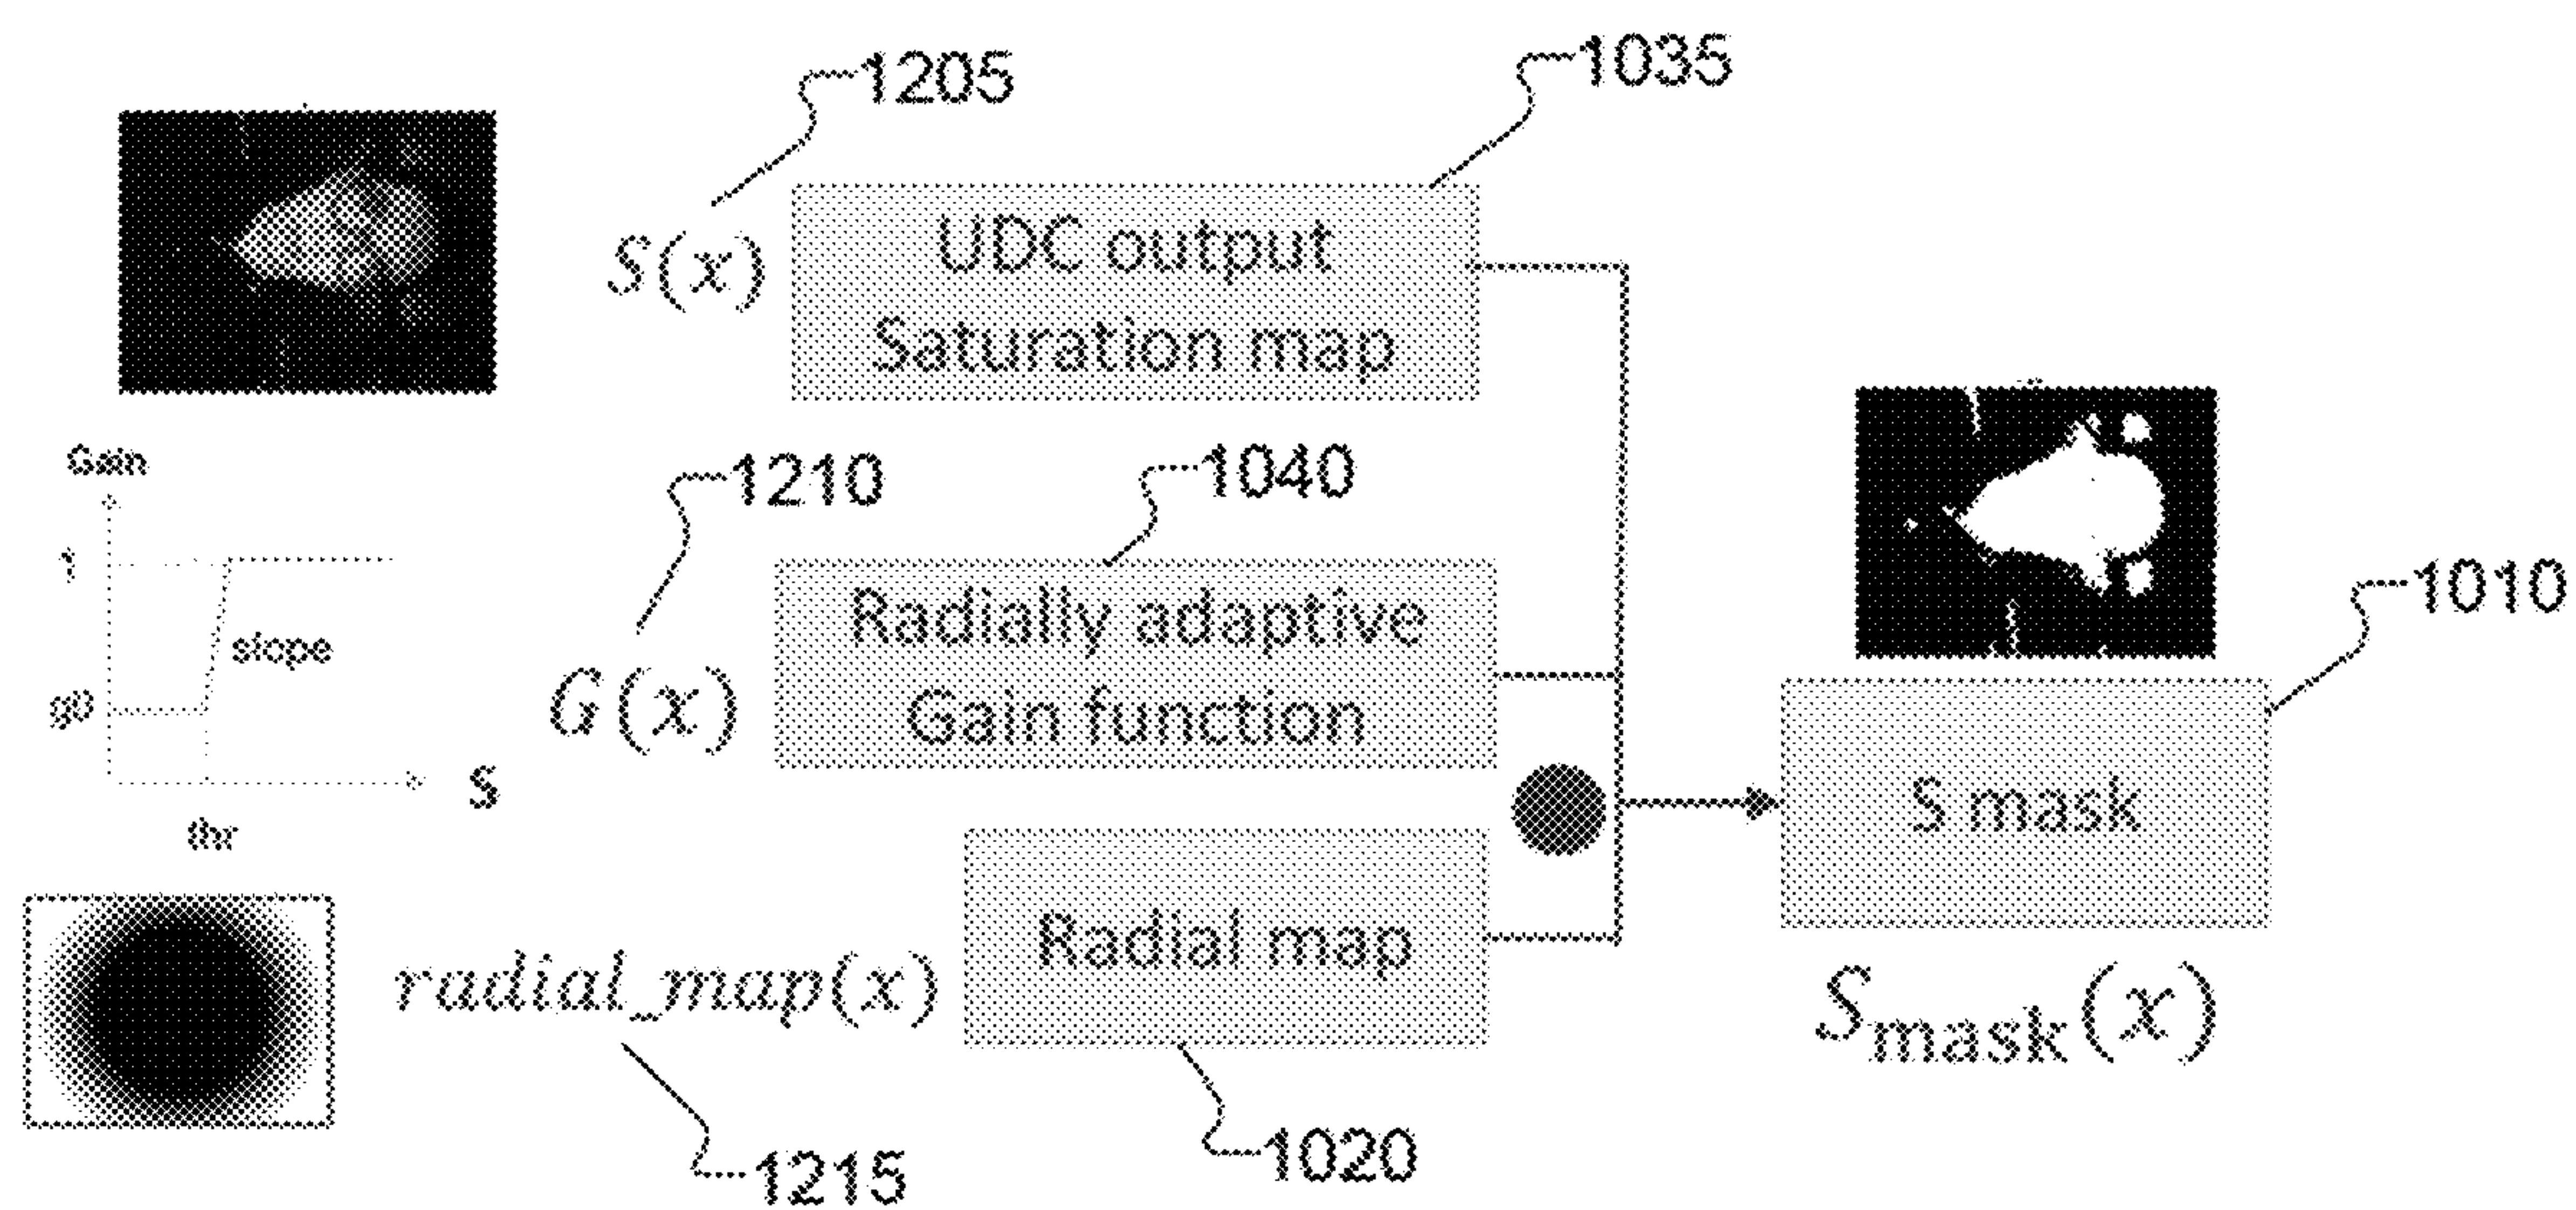 1205
1035
S(x)
UDC output
Saturation map
Gain
1
slope
g0
S
thr
1210
1040
G(x)
Radially adaptive
Gain function
1010
S mask
S_mask(x)
radial_map(x)
Radial map
1215
1020